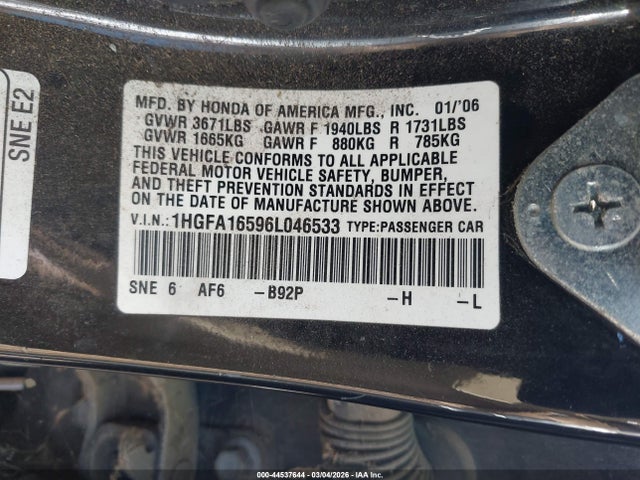 SNE E2
MFD. BY HONDA OF AMERICA MFG., INC. 01/'06
GVWR 3671LBS GAWR F 1940LBS R 1731LBS
GVWR 1665KG GAWR F 880KG R 785KG
THIS VEHICLE CONFORMS TO ALL APPLICABLE
FEDERAL MOTOR VEHICLE SAFETY, BUMPER,
AND THEFT PREVENTION STANDARDS IN EFFECT
ON THE DATE OF MANUFACTURE SHOWN ABOVE.
V.I.N.:1HGFA16596L046533 TYPE:PASSENGER CAR
SNE 6 AF6 -B92P -H -L
000-44537644 - 03/04/2026 - IAA Inc.